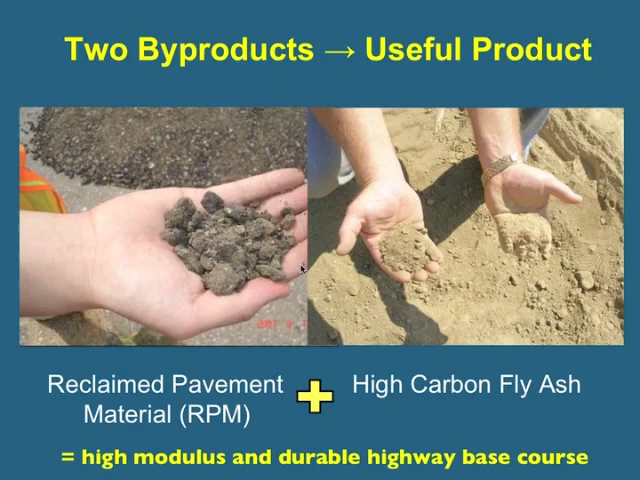 Two Byproducts → Useful Product
Reclaimed Pavement
Material (RPM)
High Carbon Fly Ash
= high modulus and durable highway base course